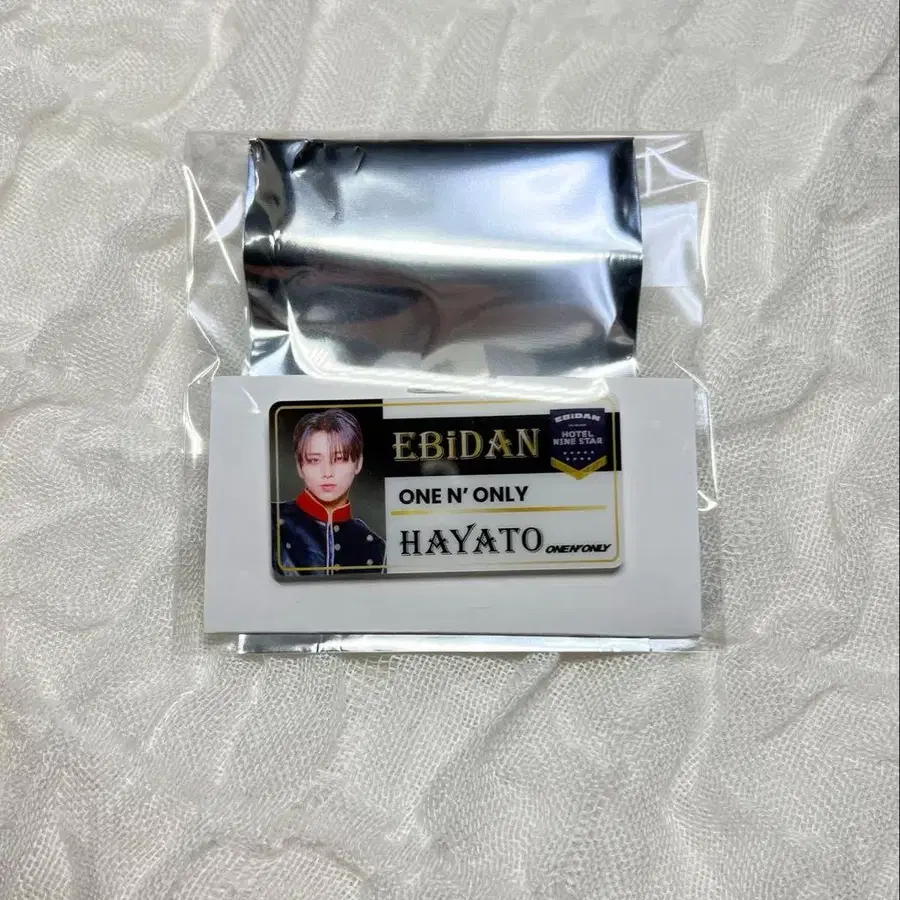 EBiDAN
EBiDAN
HOTEL
NINE STAR
ONE N' ONLY
HAYATO
ONE N' ONLY